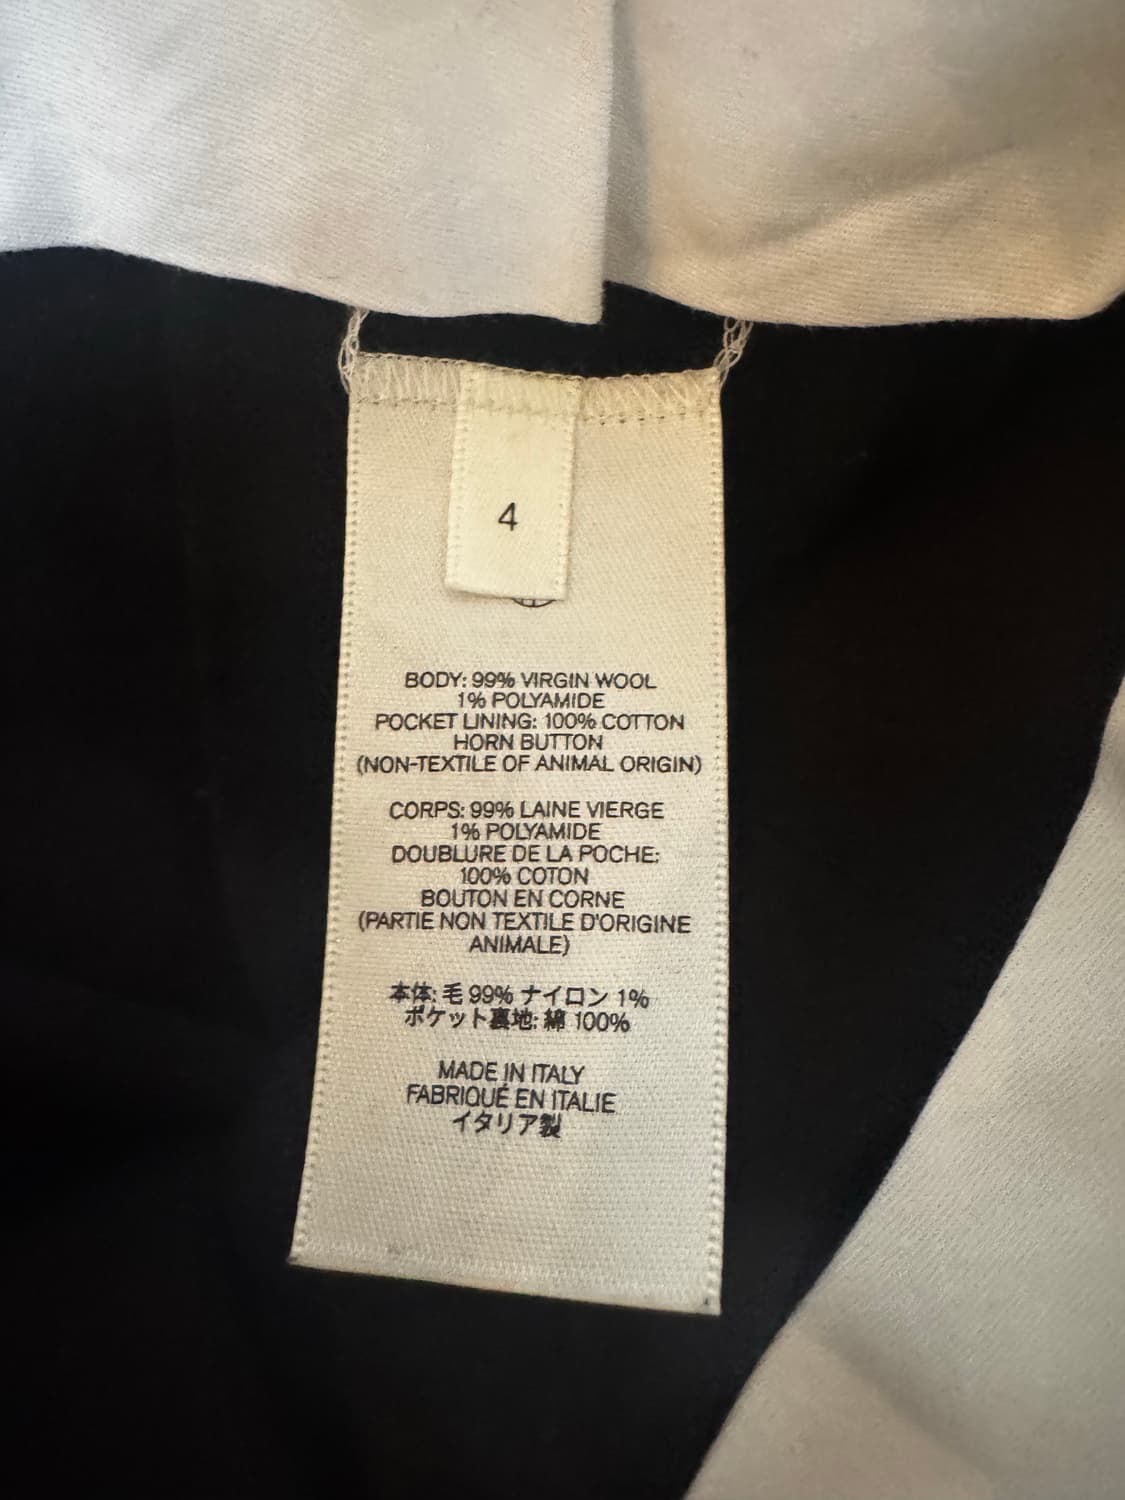 4
BODY: 99% VIRGIN WOOL
1% POLYAMIDE
POCKET LINING: 100% COTTON
HORN BUTTON
(NON-TEXTILE OF ANIMAL ORIGIN)
CORPS: 99% LAINE VIERGE
1% POLYAMIDE
DOUBLURE DE LA POCHE:
100% COTON
BOUTON EN CORNE
(PARTIE NON TEXTILE D'ORIGINE
ANIMALE)
本体: 毛 99% ナイロン 1%
ポケット裏地: 綿 100%
MADE IN ITALY
FABRIQUÉ EN ITALIE
イタリア製